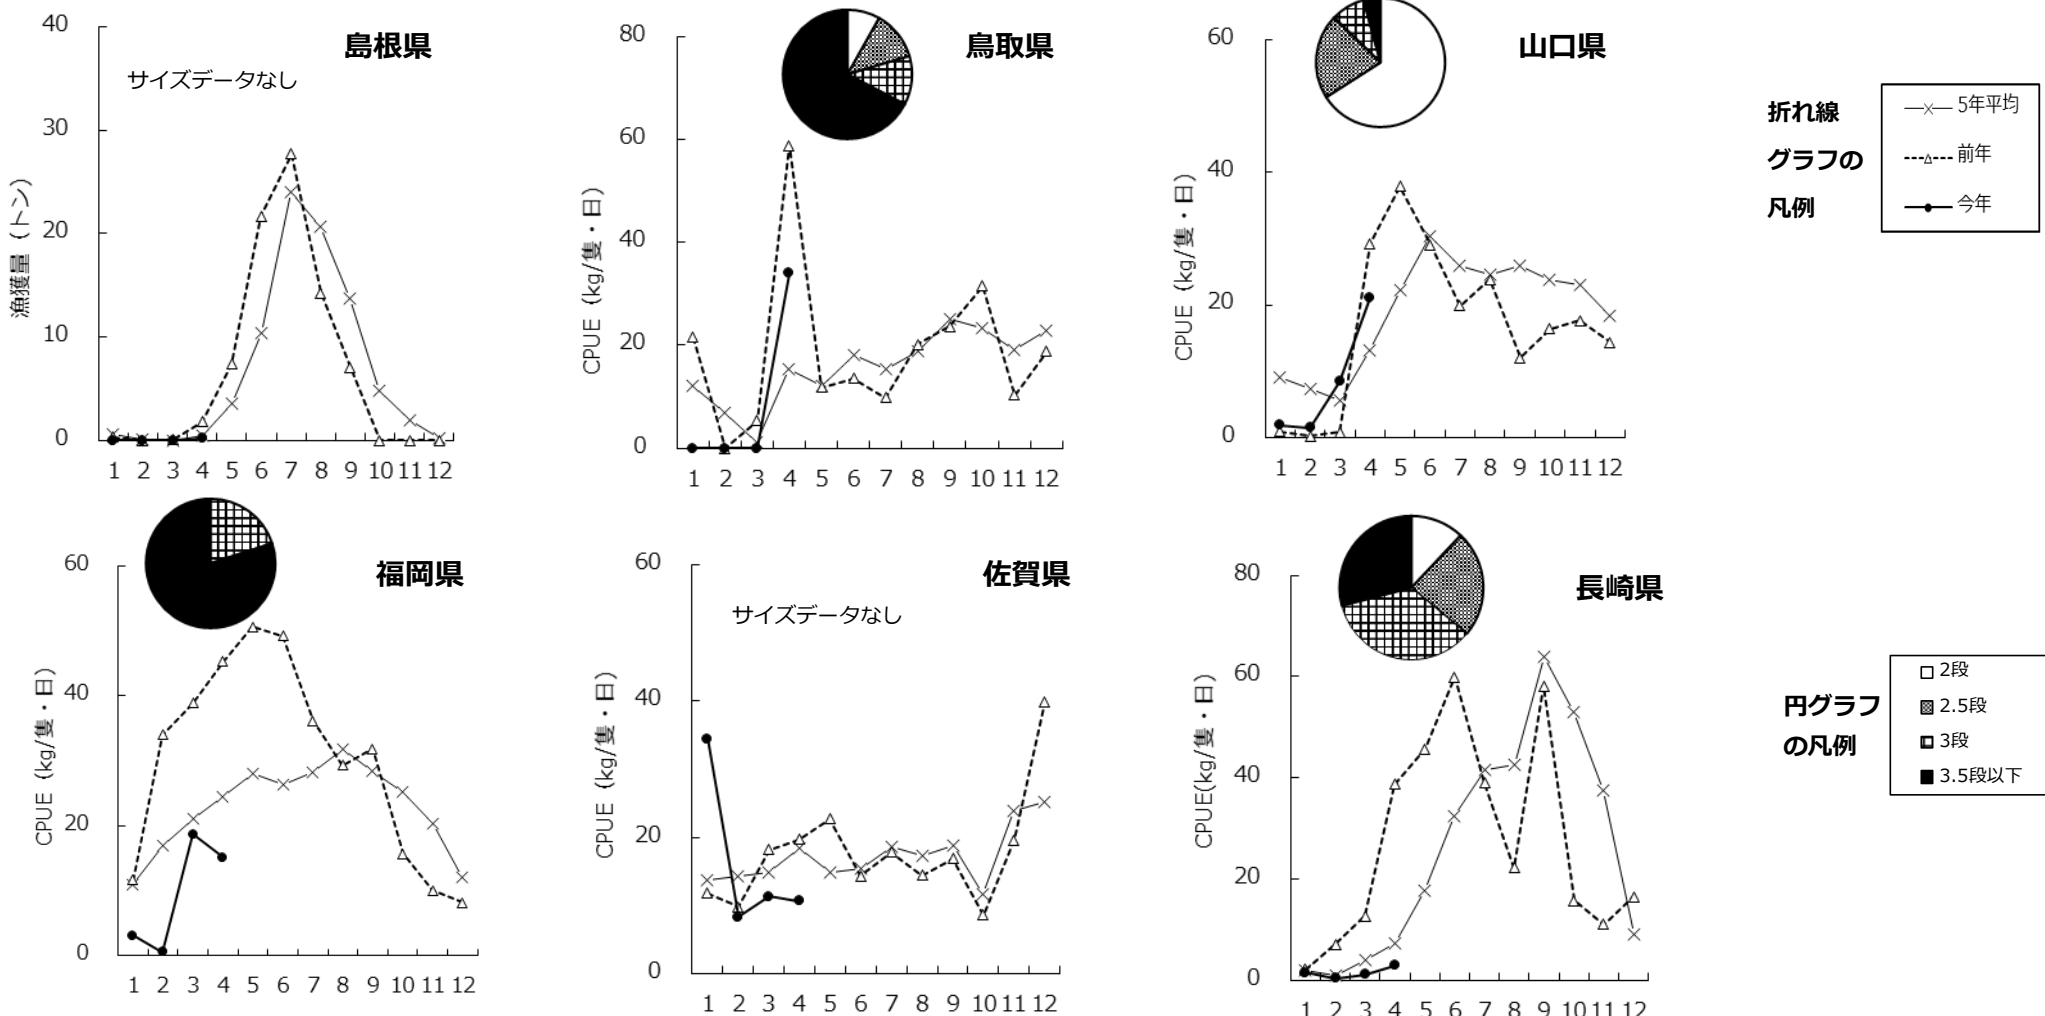 島根県
サイズデータなし
漁獲量（トン）
40
30
20
10
0
1 2 3 4 5 6 7 8 9 10 11 12
鳥取県
CPUE（kg/隻・日）
80
60
40
20
0
1 2 3 4 5 6 7 8 9 10 11 12
山口県
CPUE（kg/隻・日）
60
40
20
0
1 2 3 4 5 6 7 8 9 10 11 12
折れ線
グラフの
凡例
5年平均
前年
今年
福岡県
CPUE（kg/隻・日）
60
40
20
0
1 2 3 4 5 6 7 8 9 10 11 12
佐賀県
サイズデータなし
CPUE（kg/隻・日）
60
40
20
0
1 2 3 4 5 6 7 8 9 10 11 12
長崎県
CPUE(kg/隻・日)
80
60
40
20
0
1 2 3 4 5 6 7 8 9 10 11 12
円グラフ
の凡例
2段
2.5段
3段
3.5段以下